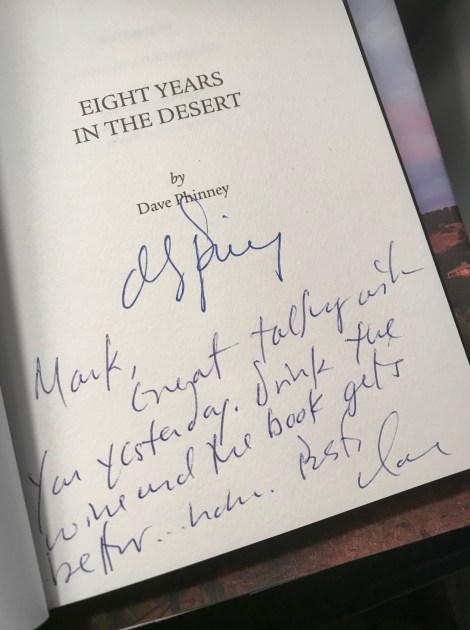 EIGHT YEARS
IN THE DESERT
by
Dave Phinney
Mark,
Great talking with
you yesterday. Drink the
wine and the book gets
better...
Best,
Dave